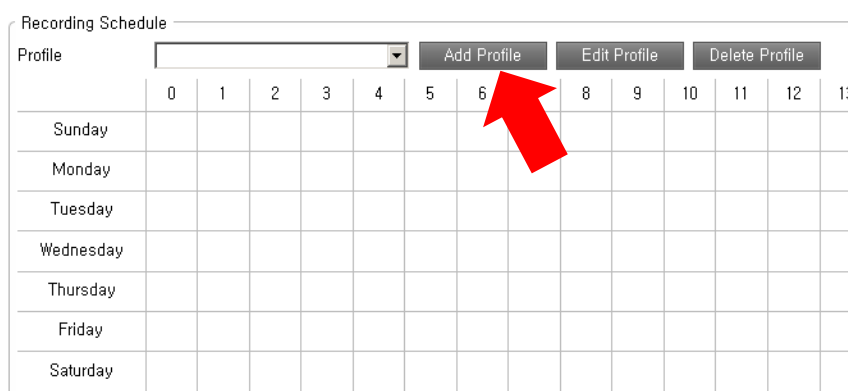 Recording Schedule
Profile Add Profile Edit Profile Delete Profile
0 1 2 3 4 5 6 8 9 10 11 12
Sunday
Monday
Tuesday
Wednesday
Thursday
Friday
Saturday